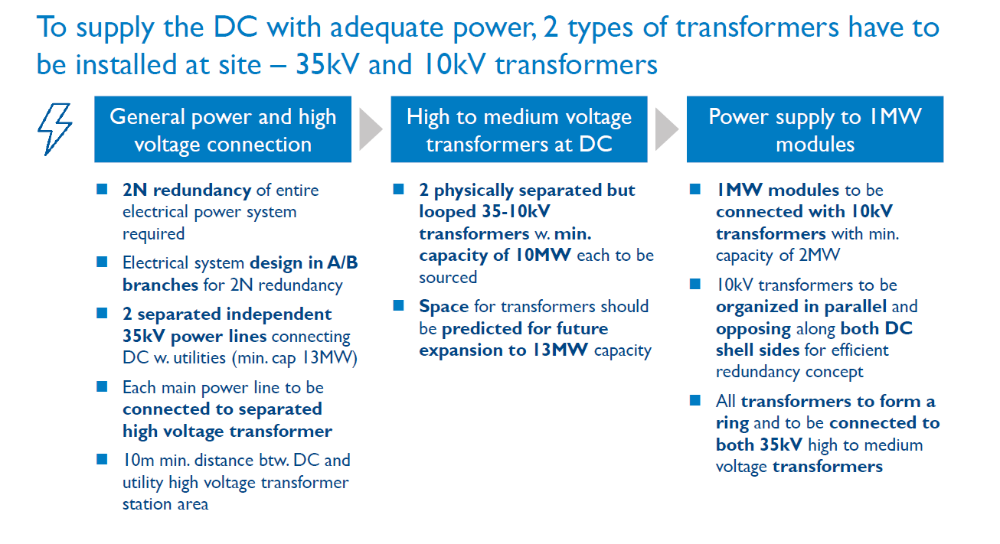 To supply the DC with adequate power, 2 types of transformers have to
be installed at site – 35kV and 10kV transformers
General power and high
voltage connection
■ 2N redundancy of entire
electrical power system
required
■ Electrical system design in A/B
branches for 2N redundancy
■ 2 separated independent
35kV power lines connecting
DC w. utilities (min. cap 13MW)
■ Each main power line to be
connected to separated
high voltage transformer
■ 10m min. distance btw. DC and
utility high voltage transformer
station area
High to medium voltage
transformers at DC
■ 2 physically separated but
looped 35-10kV
transformers w. min.
capacity of 10MW each to be
sourced
■ Space for transformers should
be predicted for future
expansion to 13MW capacity
Power supply to 1MW
modules
■ 1MW modules to be
connected with 10kV
transformers with min.
capacity of 2MW
■ 10kV transformers to be
organized in parallel and
opposing along both DC
shell sides for efficient
redundancy concept
■ All transformers to form a
ring and to be connected to
both 35kV high to medium
voltage transformers